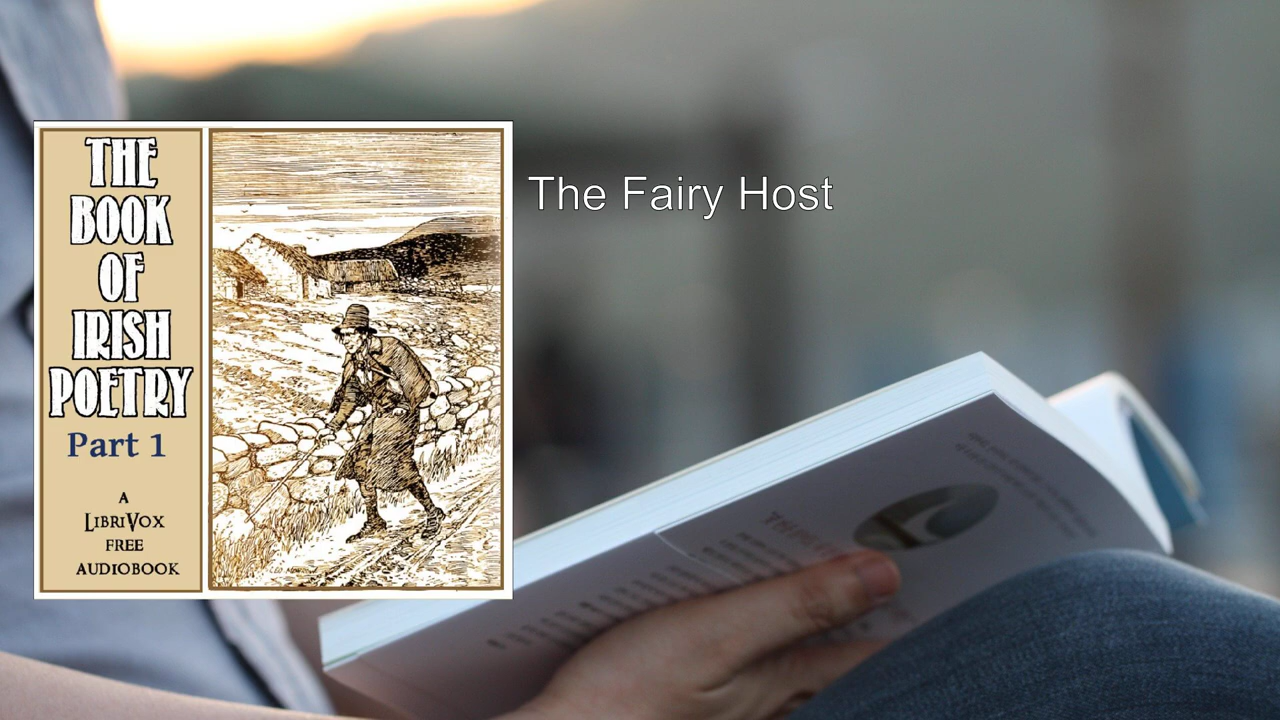 THE
BOOK
OF
IRISH
POETRY
Part 1
A
LIBRIVOX
FREE
AUDIOBOOK
The Fairy Host